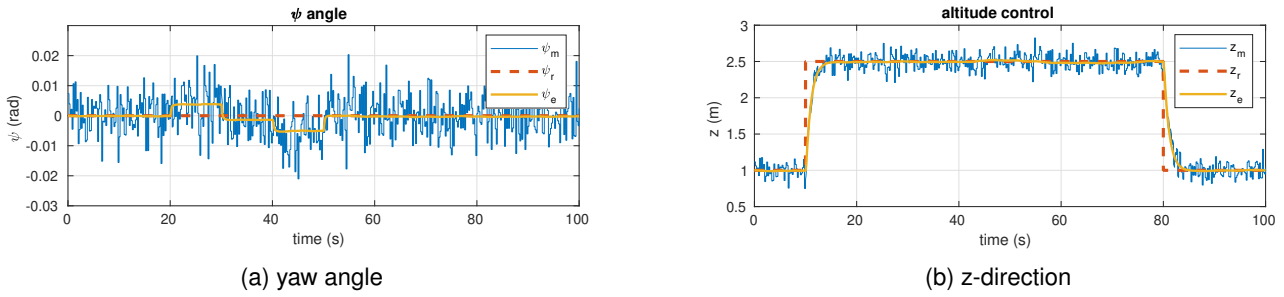 ψ angle
0.02
0.01
0
-0.01
-0.02
-0.03
ψ (rad)
ψm
ψr
ψe
0 20 40 60 80 100
time (s)
(a) yaw angle
altitude control
3
2.5
2
1.5
1
0.5
z (m)
zm
zr
ze
0 20 40 60 80 100
time (s)
(b) z-direction